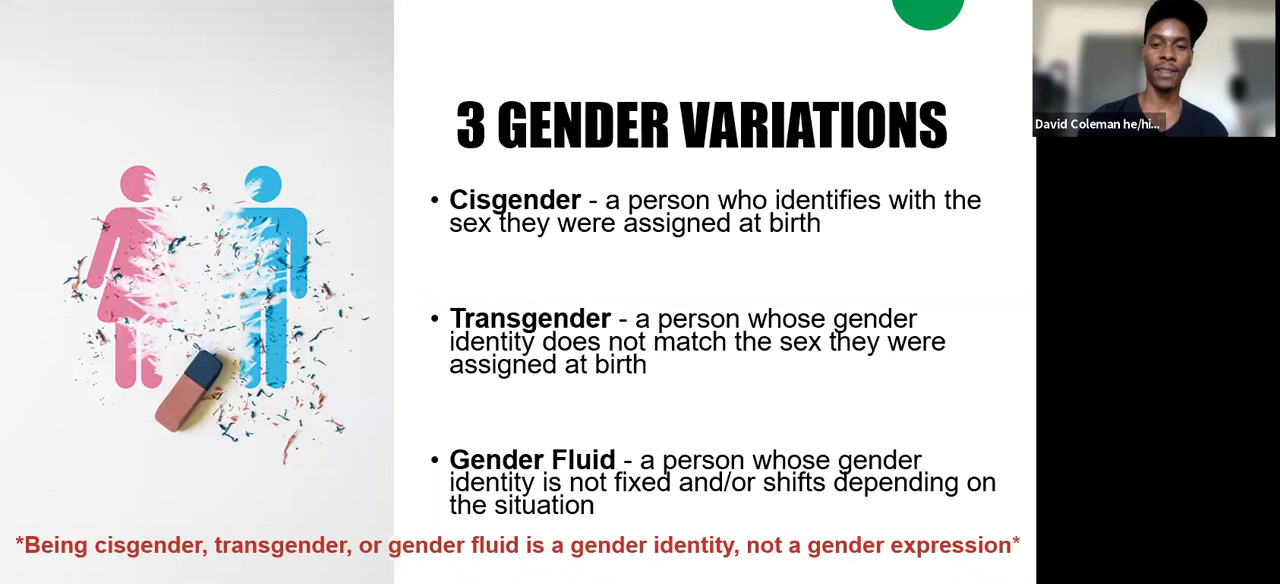 3 GENDER VARIATIONS
• Cisgender - a person who identifies with the
sex they were assigned at birth
• Transgender - a person whose gender
identity does not match the sex they were
assigned at birth
• Gender Fluid - a person whose gender
identity is not fixed and/or shifts depending on
the situation
*Being cisgender, transgender, or gender fluid is a gender identity, not a gender expression*
David Coleman he/hi...